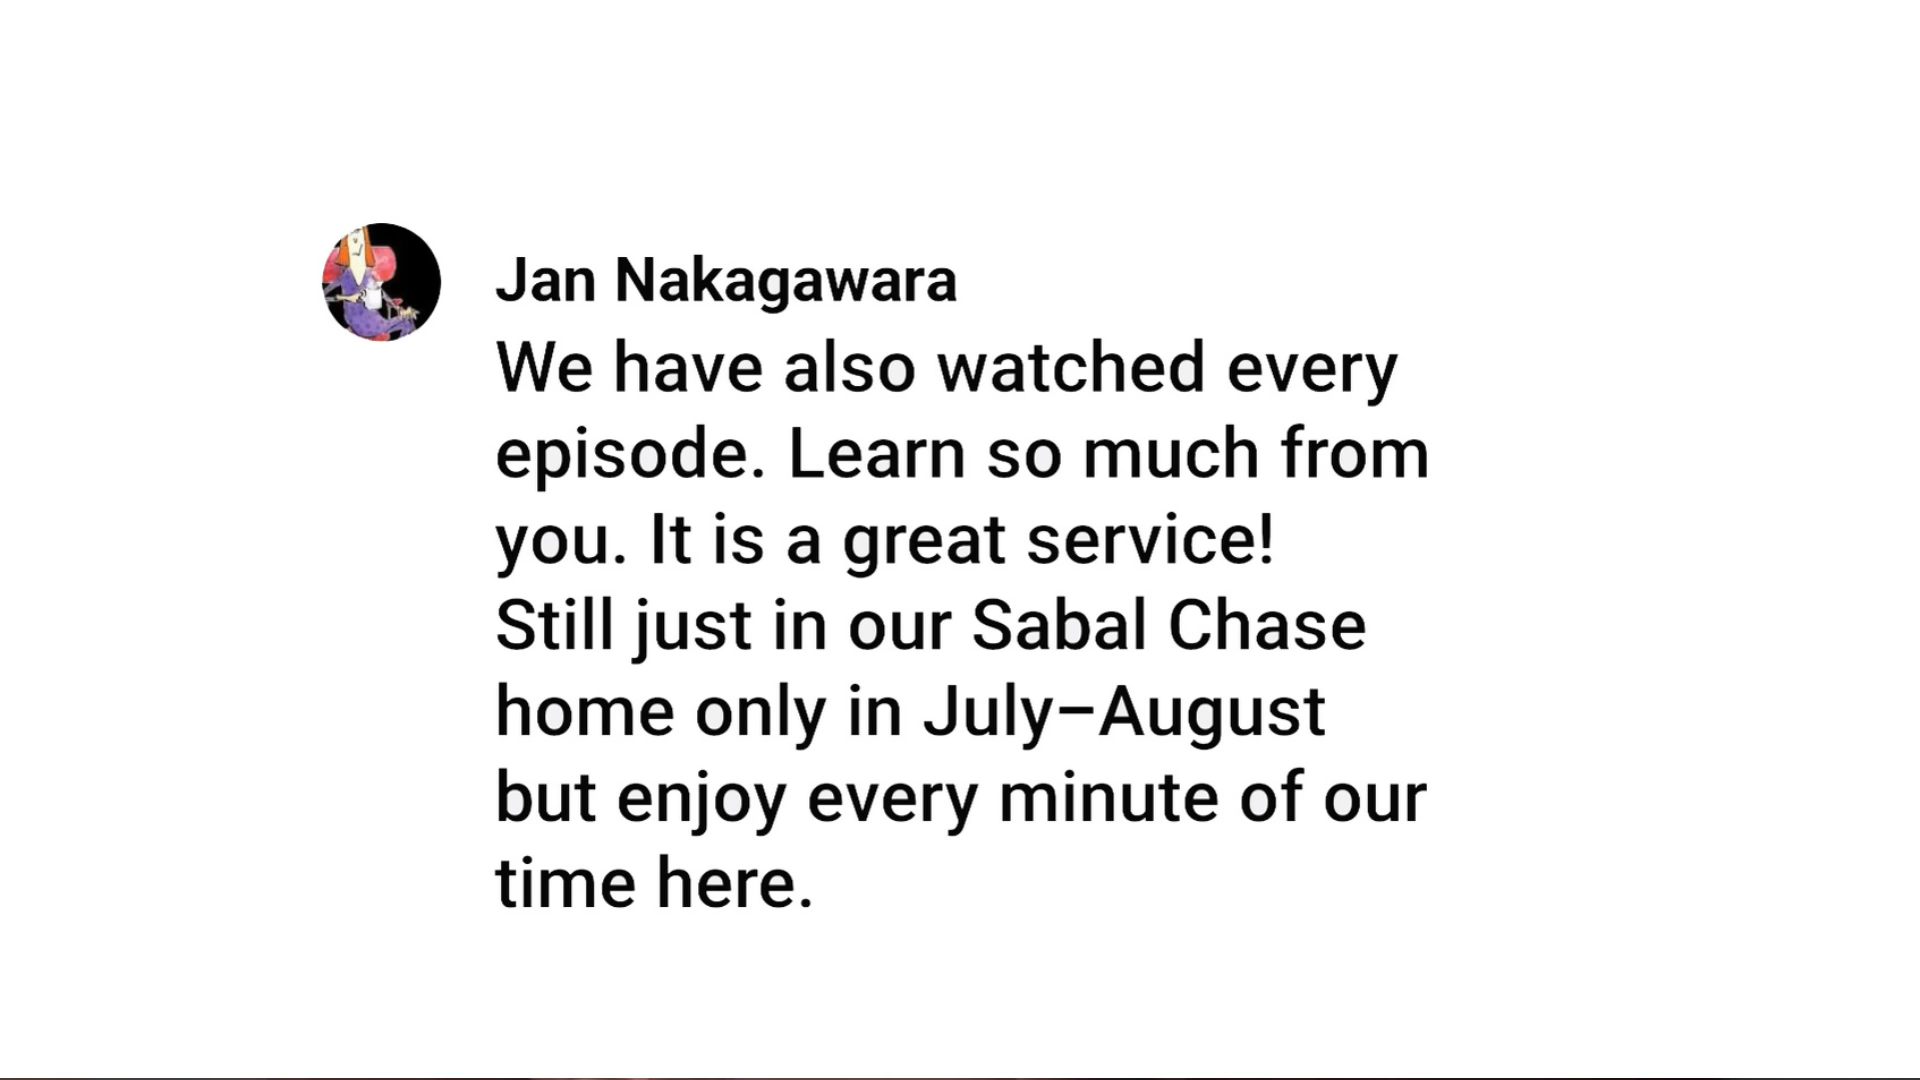 Jan Nakagawara
We have also watched every
episode. Learn so much from
you. It is a great service!
Still just in our Sabal Chase
home only in July–August
but enjoy every minute of our
time here.